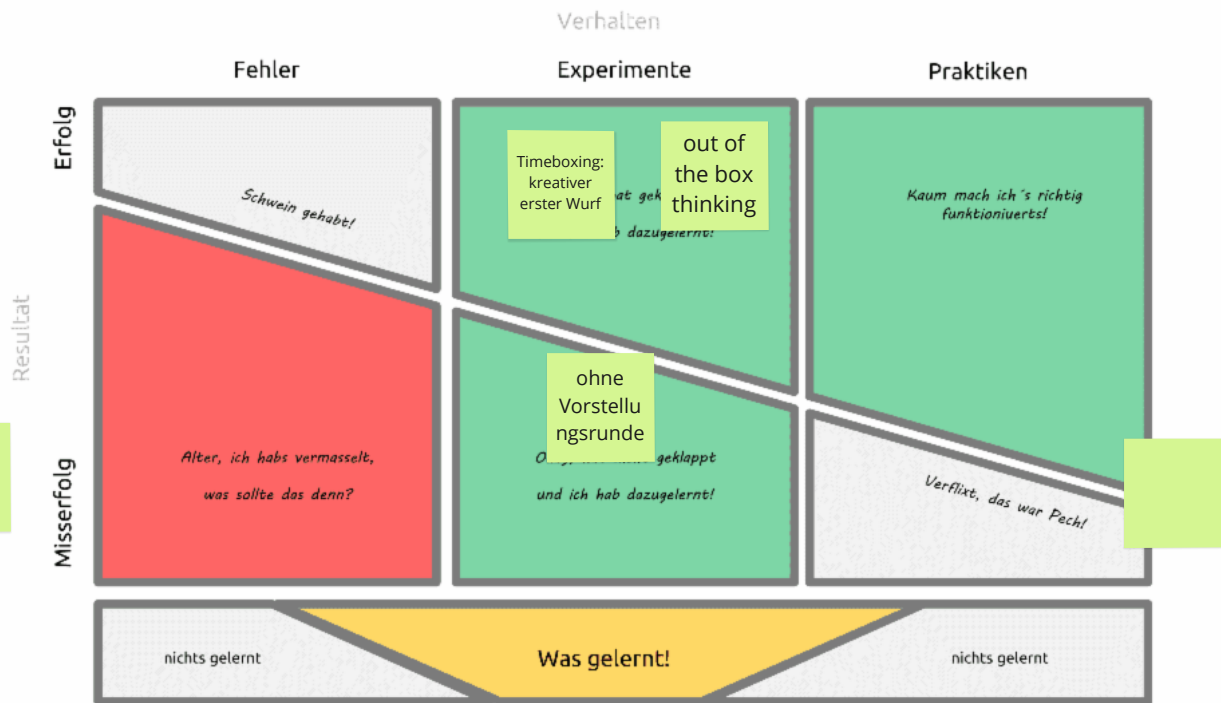 Verhalten
Fehler
Experimente
Praktiken
Erfolg
Resultat
Misserfolg
Schwein gehabt!
Timeboxing:
kreativer
erster Wurf
out of
the box
thinking
dazugelernt!
Kaum mach ich´s richtig
funktioniuerts!
ohne
Vorstellu
ngsrunde
Alter, ich habs vermasselt,
was sollte das denn?
geklappt
und ich hab dazugelernt!
Verflixt, das war Pech!
nichts gelernt
Was gelernt!
nichts gelernt